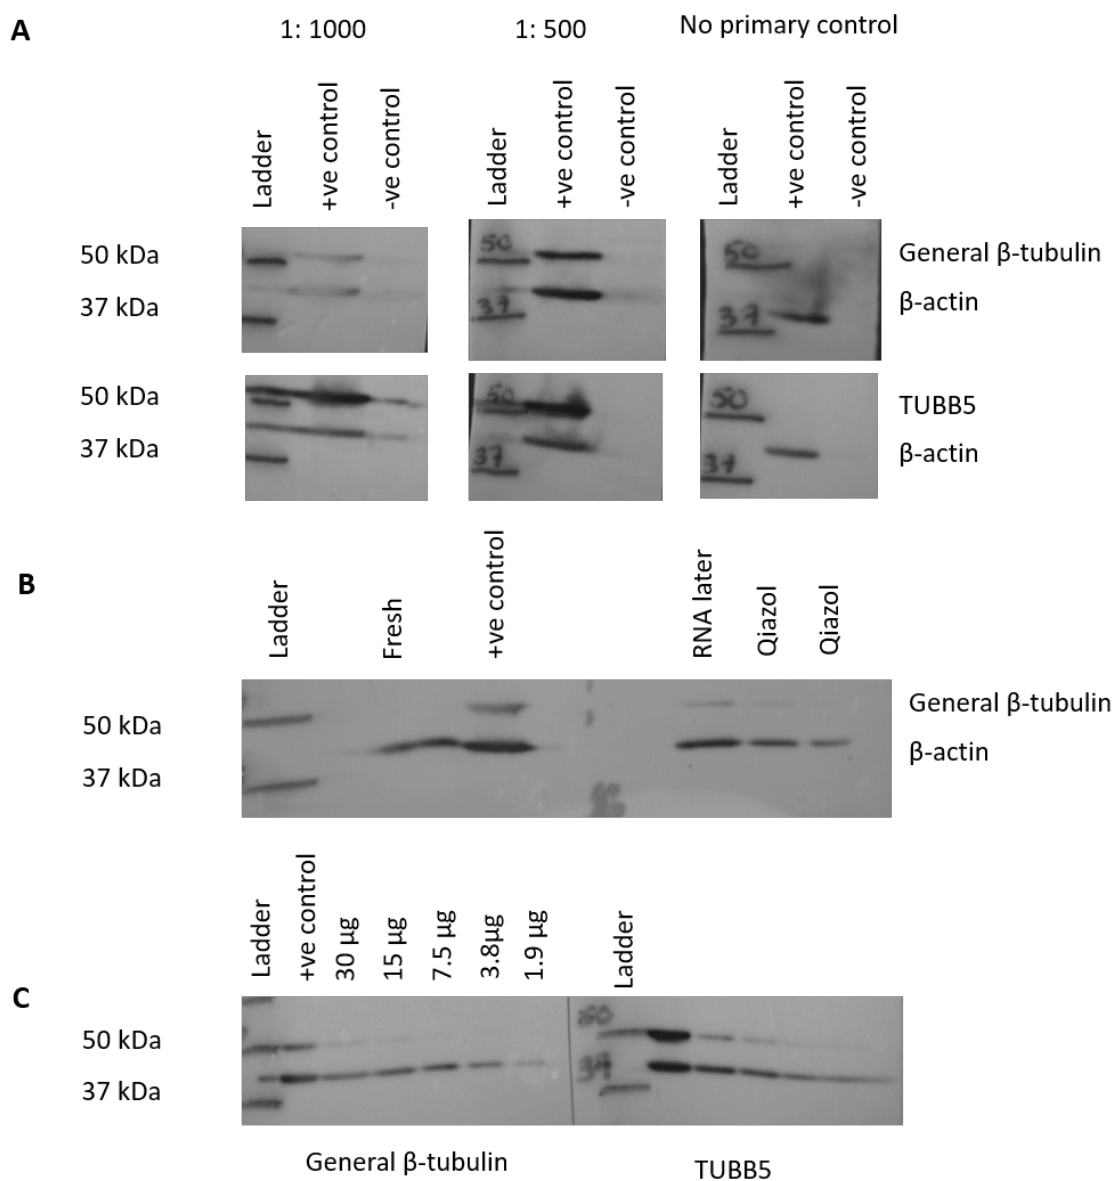 A
1: 1000
1: 500
No primary control
Ladder
+ve control
-ve control
Ladder
+ve control
-ve control
Ladder
+ve control
-ve control
50 kDa
37 kDa
50
37
50
37
General β-tubulin
β-actin
50 kDa
37 kDa
50
37
50
37
TUBB5
β-actin
B
Ladder
Fresh
+ve control
RNA later
Qiazol
Qiazol
50 kDa
37 kDa
General β-tubulin
β-actin
C
Ladder
+ve control
30 µg
15 µg
7.5 µg
3.8µg
1.9 µg
Ladder
50 kDa
37 kDa
50
37
General β-tubulin
TUBB5